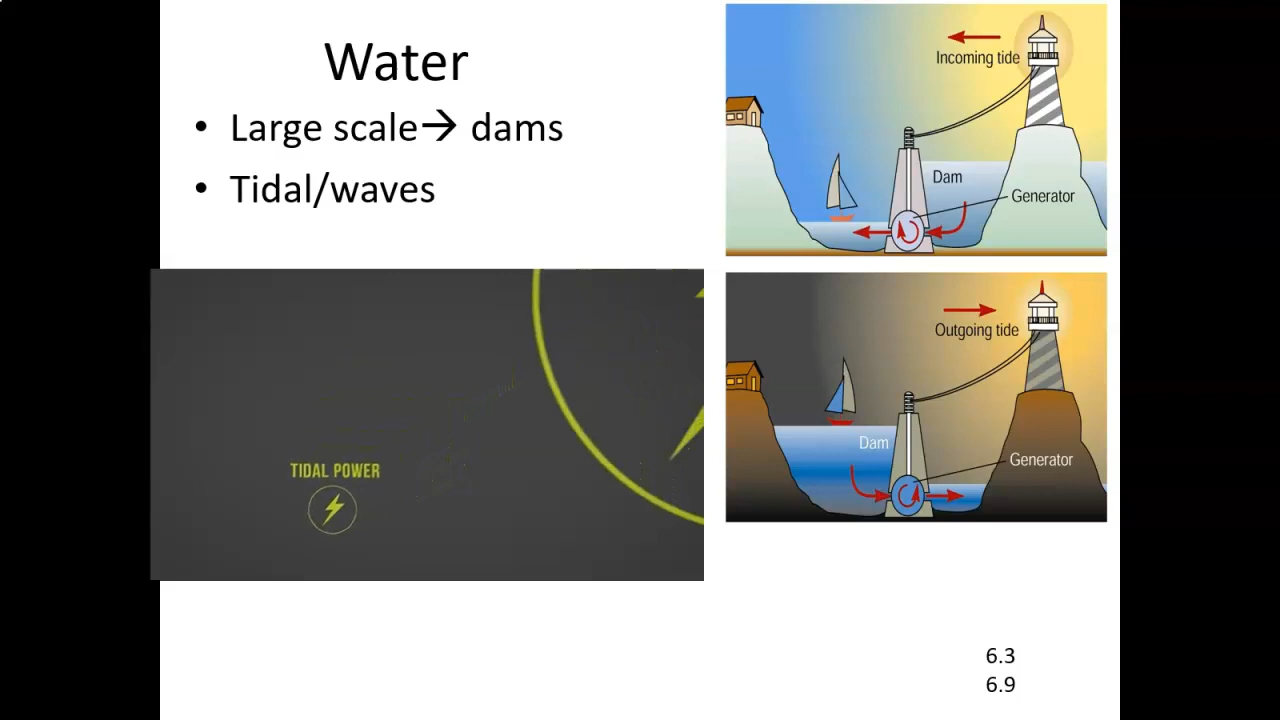 Water
• Large scale→ dams
• Tidal/waves
TIDAL POWER
Incoming tide
Dam
Generator
Outgoing tide
Dam
Generator
6.3
6.9